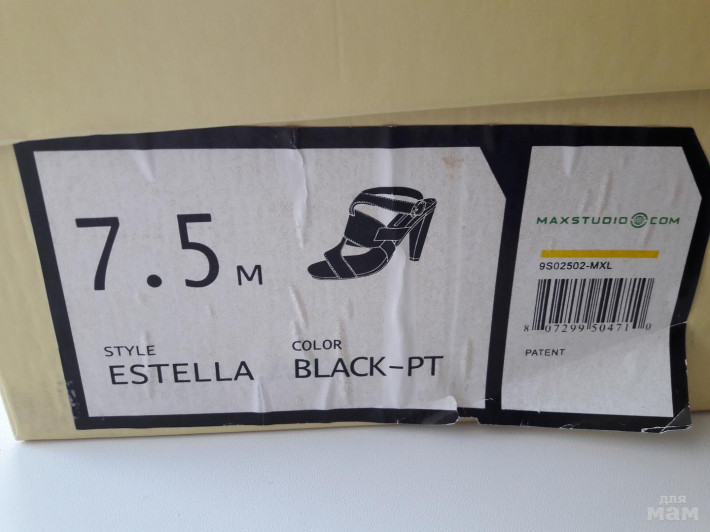 7.5 M
STYLE
ESTELLA
COLOR
BLACK-PT
MAXSTUDIO COM
9S02502-MXL
8 07299 50471 0
PATENT
для
мам